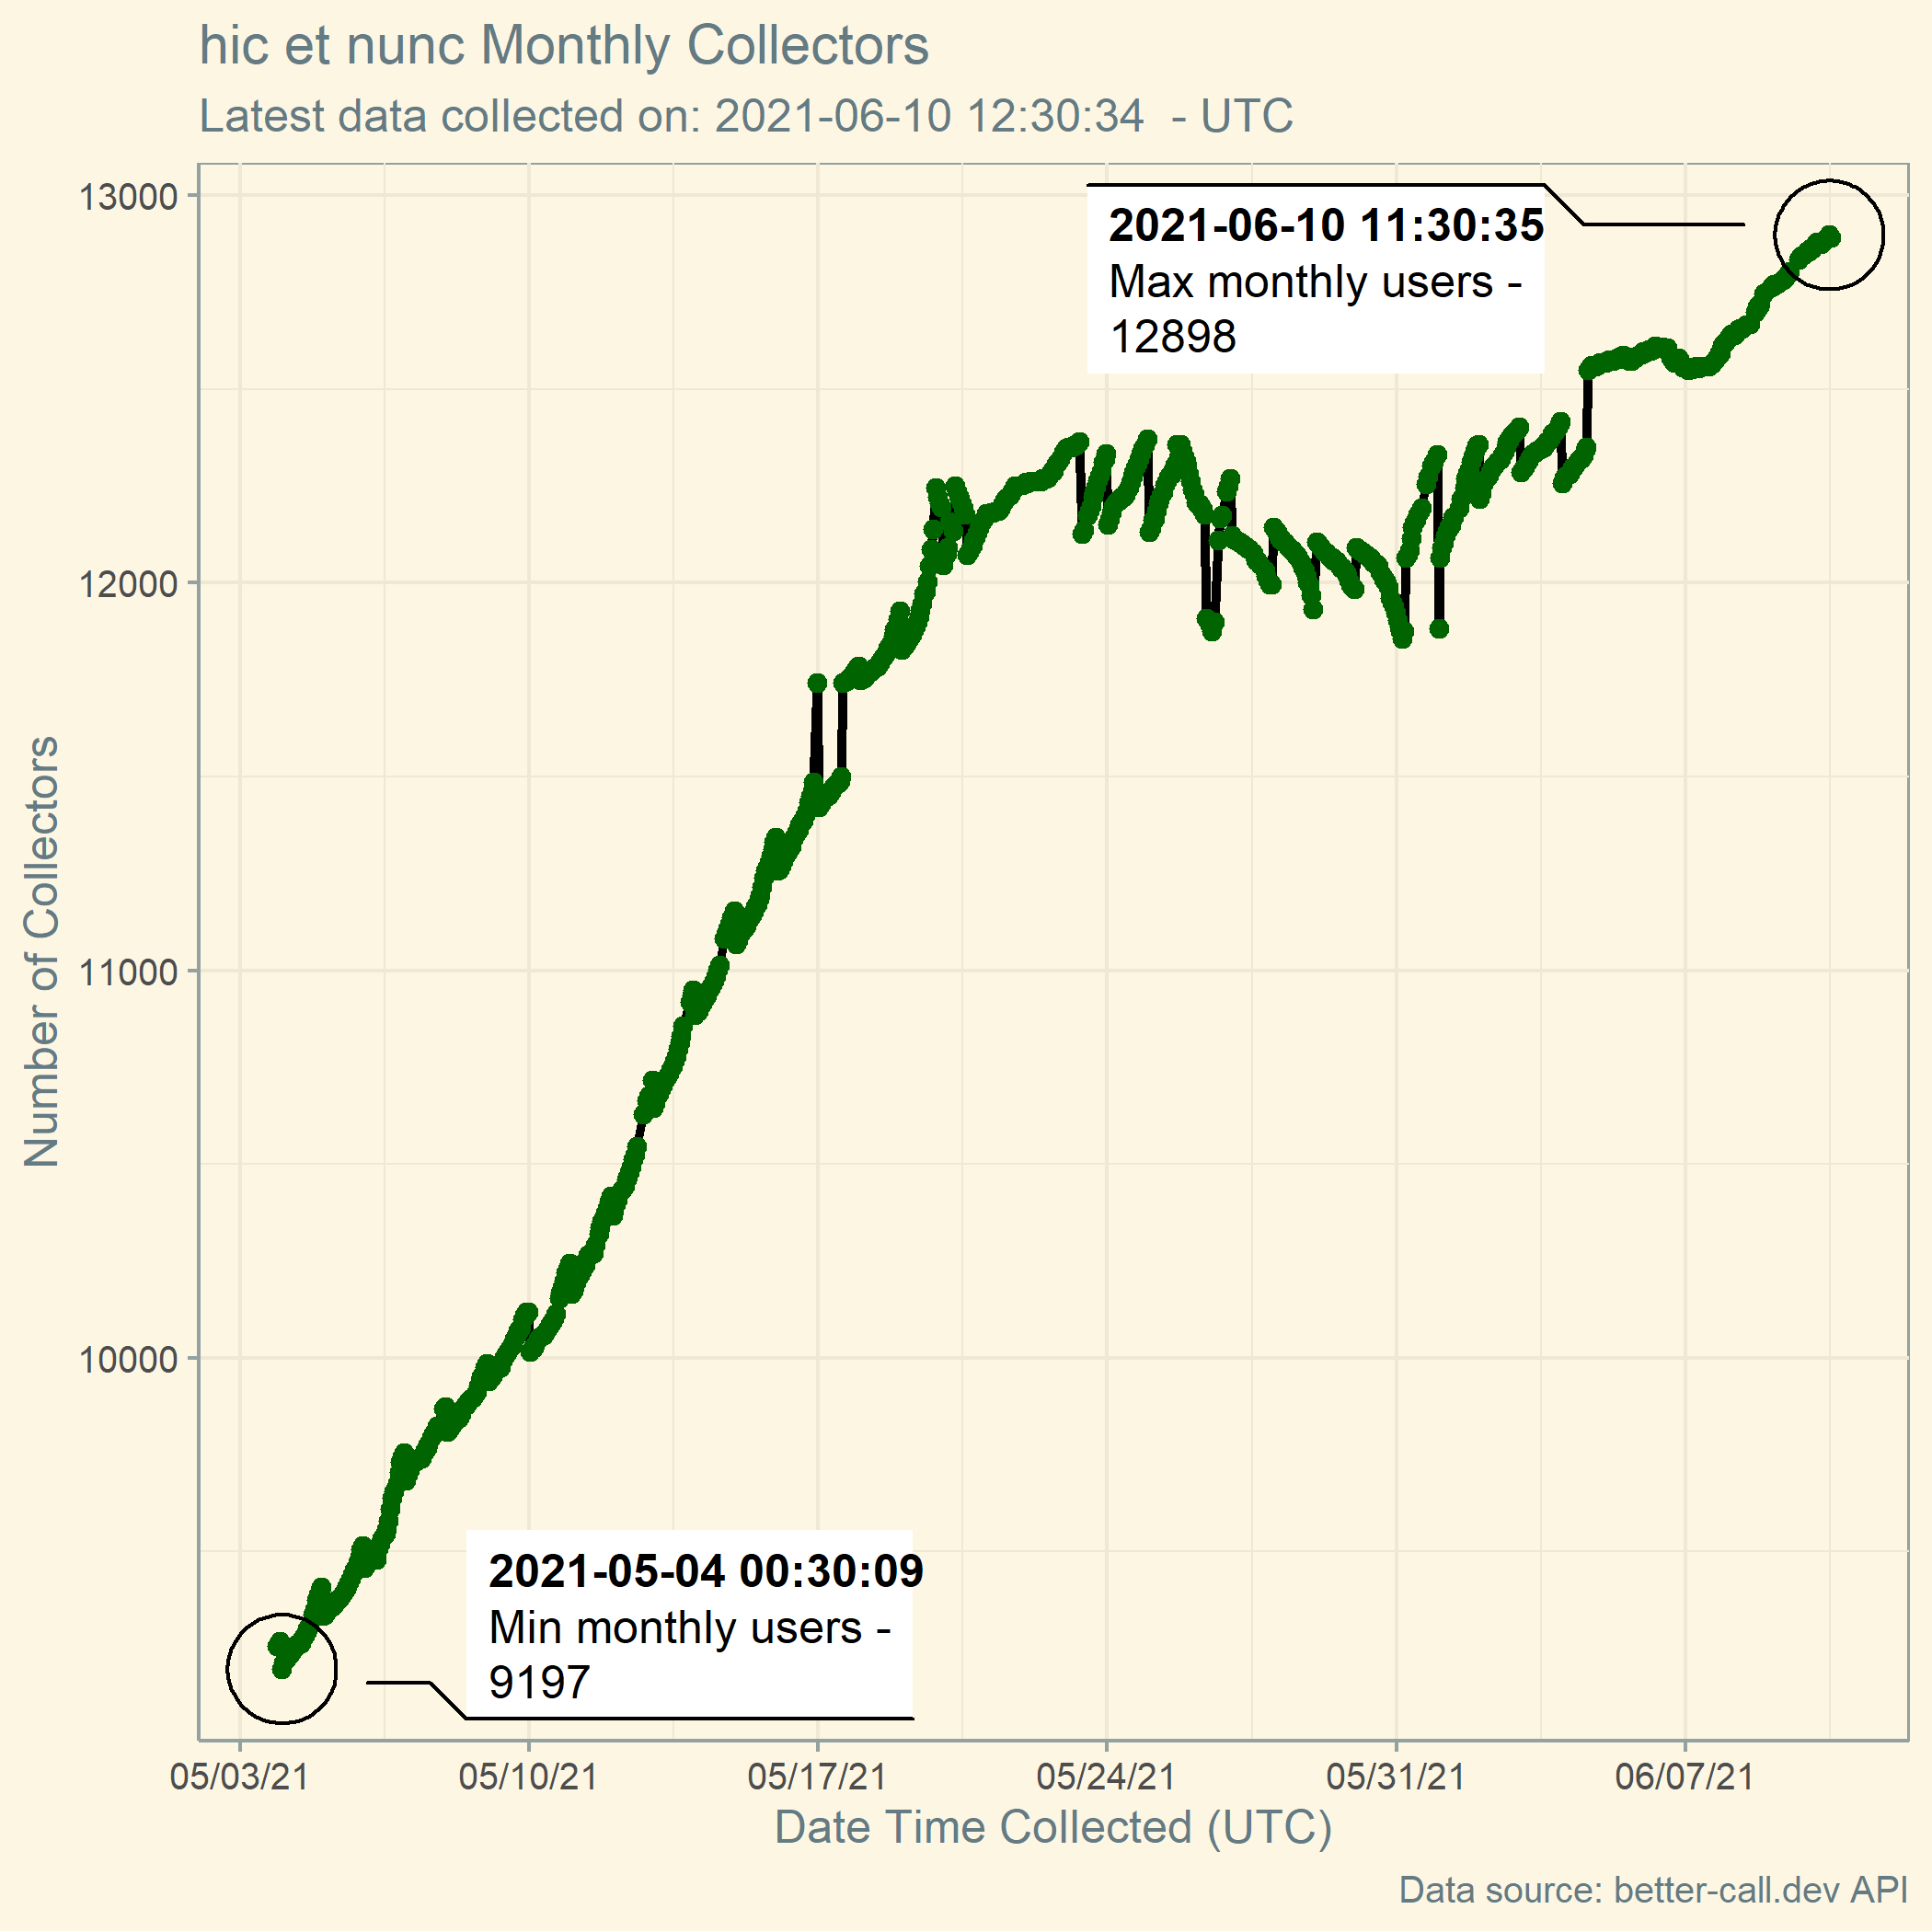 hic et nunc Monthly Collectors
Latest data collected on: 2021-06-10 12:30:34 - UTC
13000
12000
11000
10000
Number of Collectors
2021-06-10 11:30:35
Max monthly users -
12898
2021-05-04 00:30:09
Min monthly users -
9197
05/03/21 05/10/21 05/17/21 05/24/21 05/31/21 06/07/21
Date Time Collected (UTC)
Data source: better-call.dev API